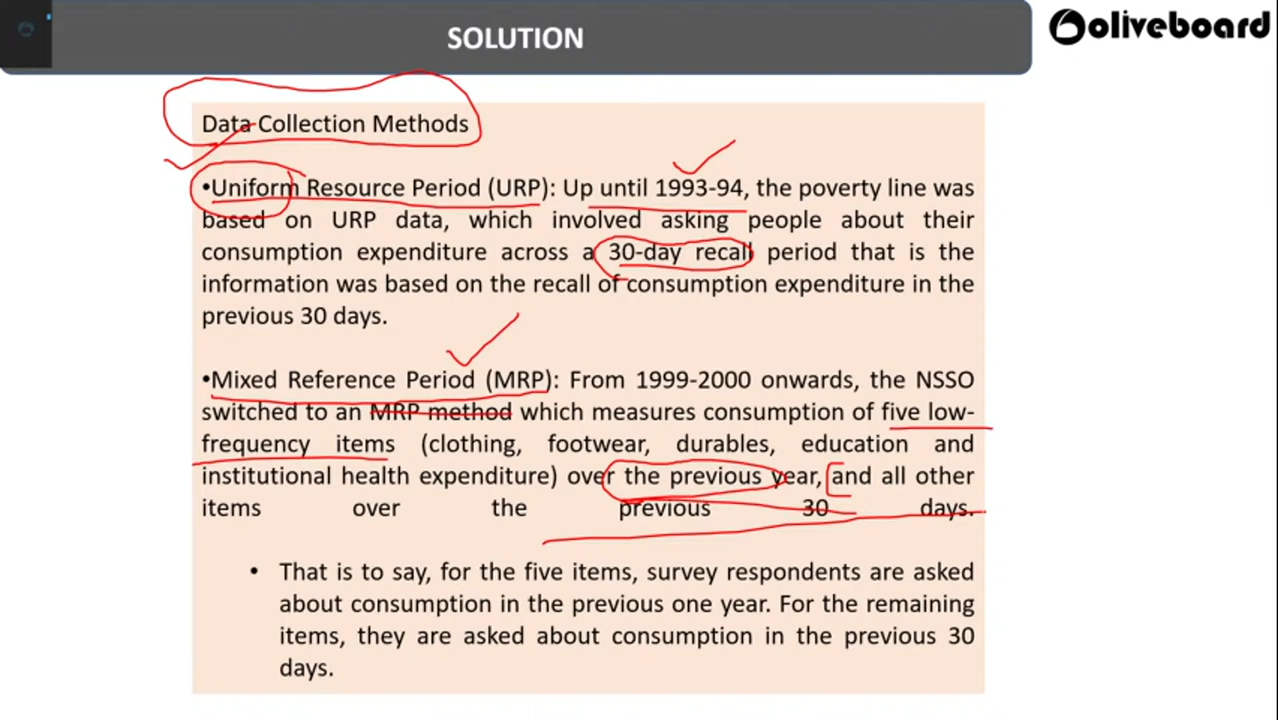 SOLUTION
oliveboard
Data Collection Methods
•Uniform Resource Period (URP): Up until 1993-94, the poverty line was
based on URP data, which involved asking people about their
consumption expenditure across a 30-day recall period that is the
information was based on the recall of consumption expenditure in the
previous 30 days.
•Mixed Reference Period (MRP): From 1999-2000 onwards, the NSSO
switched to an MRP method which measures consumption of five low-
frequency items (clothing, footwear, durables, education and
institutional health expenditure) over the previous year, and all other
items over the previous 30 days.
• That is to say, for the five items, survey respondents are asked
about consumption in the previous one year. For the remaining
items, they are asked about consumption in the previous 30
days.